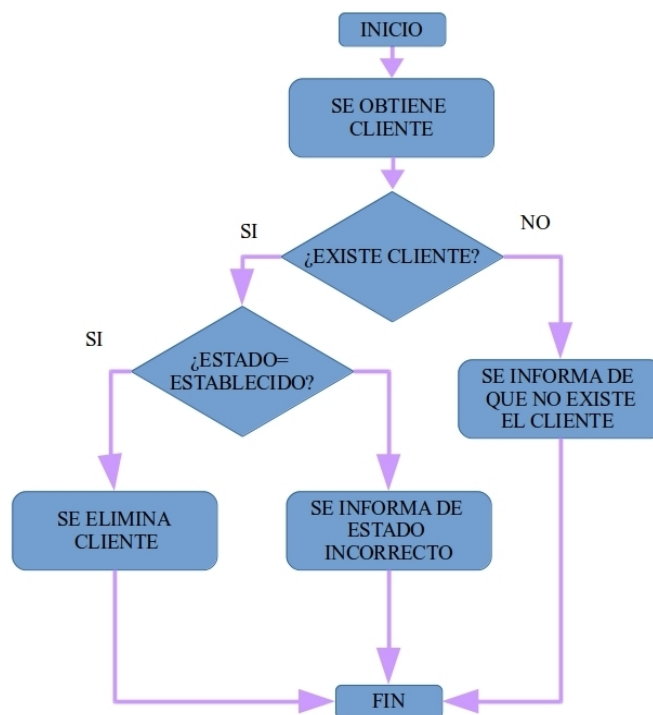 INICIO
SE OBTIENE
CLIENTE
SI
NO
¿EXISTE CLIENTE?
SI
¿ESTADO=
ESTABLECIDO?
SE INFORMA DE
QUE NO EXISTE
EL CLIENTE
SE ELIMINA
CLIENTE
SE INFORMA DE
ESTADO
INCORRECTO
FIN